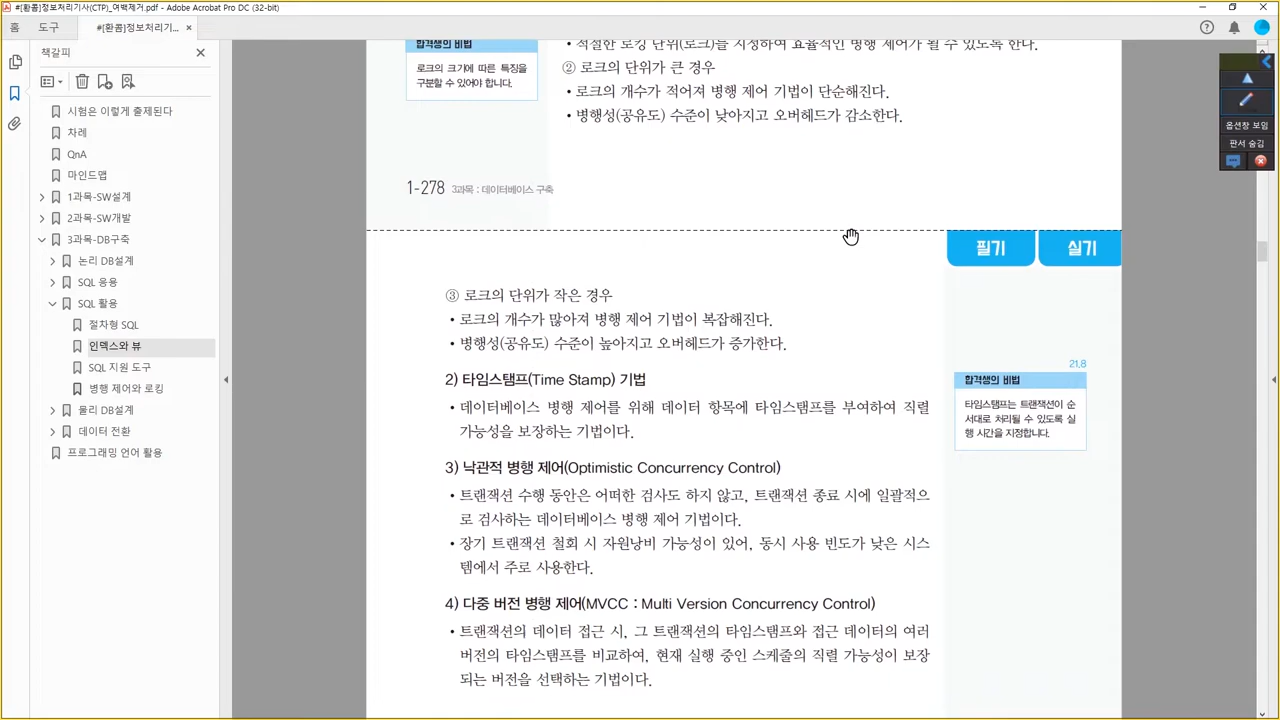 #[환콤]정보처리기사(CTP)_여백제거.pdf - Adobe Acrobat Pro DC (32-bit)
홈
도구
#[환콤]정보처리기... ×
책갈피
시험은 이렇게 출제된다
차례
QnA
마인드맵
1과목-SW설계
2과목-SW개발
3과목-DB구축
논리 DB설계
SQL 응용
SQL 활용
절차형 SQL
인덱스와 뷰
SQL 지원 도구
병행 제어와 로킹
물리 DB설계
데이터 전환
프로그래밍 언어 활용
합격생의 비법
로크의 크기에 따른 특징을
구분할 수 있어야 합니다.
• 적절한 로킹 단위(로크)를 지정하여 효율적인 병행 제어가 될 수 있도록 한다.
② 로크의 단위가 큰 경우
• 로크의 개수가 적어져 병행 제어 기법이 단순해진다.
• 병행성(공유도) 수준이 낮아지고 오버헤드가 감소한다.
1-278 3과목 : 데이터베이스 구축
필기
실기
③ 로크의 단위가 작은 경우
• 로크의 개수가 많아져 병행 제어 기법이 복잡해진다.
• 병행성(공유도) 수준이 높아지고 오버헤드가 증가한다.
2) 타임스탬프(Time Stamp) 기법
• 데이터베이스 병행 제어를 위해 데이터 항목에 타임스탬프를 부여하여 직렬
가능성을 보장하는 기법이다.
21.8
합격생의 비법
타임스탬프는 트랜잭션이 순
서대로 처리될 수 있도록 실
행 시간을 지정합니다.
3) 낙관적 병행 제어(Optimistic Concurrency Control)
• 트랜잭션 수행 동안은 어떠한 검사도 하지 않고, 트랜잭션 종료 시에 일괄적으
로 검사하는 데이터베이스 병행 제어 기법이다.
• 장기 트랜잭션 철회 시 자원낭비 가능성이 있어, 동시 사용 빈도가 낮은 시스
템에서 주로 사용한다.
4) 다중 버전 병행 제어(MVCC : Multi Version Concurrency Control)
• 트랜잭션의 데이터 접근 시, 그 트랜잭션의 타임스탬프와 접근 데이터의 여러
버전의 타임스탬프를 비교하여, 현재 실행 중인 스케줄의 직렬 가능성이 보장
되는 버전을 선택하는 기법이다.
옵션창 보임
판서 숨김